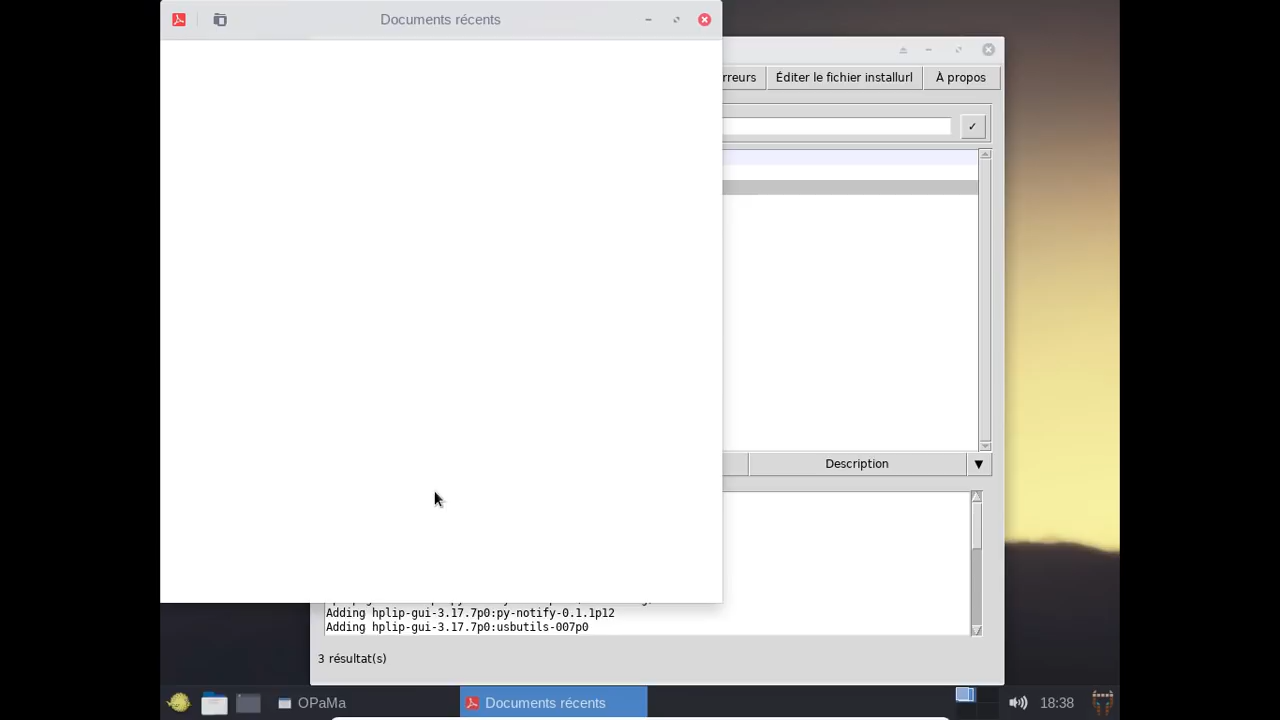 Documents récents
rreurs
Éditer le fichier installurl
À propos
✓
Description
▼
Adding hplip-gui-3.17.7p0:py-notify-0.1.1p12
Adding hplip-gui-3.17.7p0:usbutils-007p0
3 résultat(s)
OPaMa
Documents récents
18:38